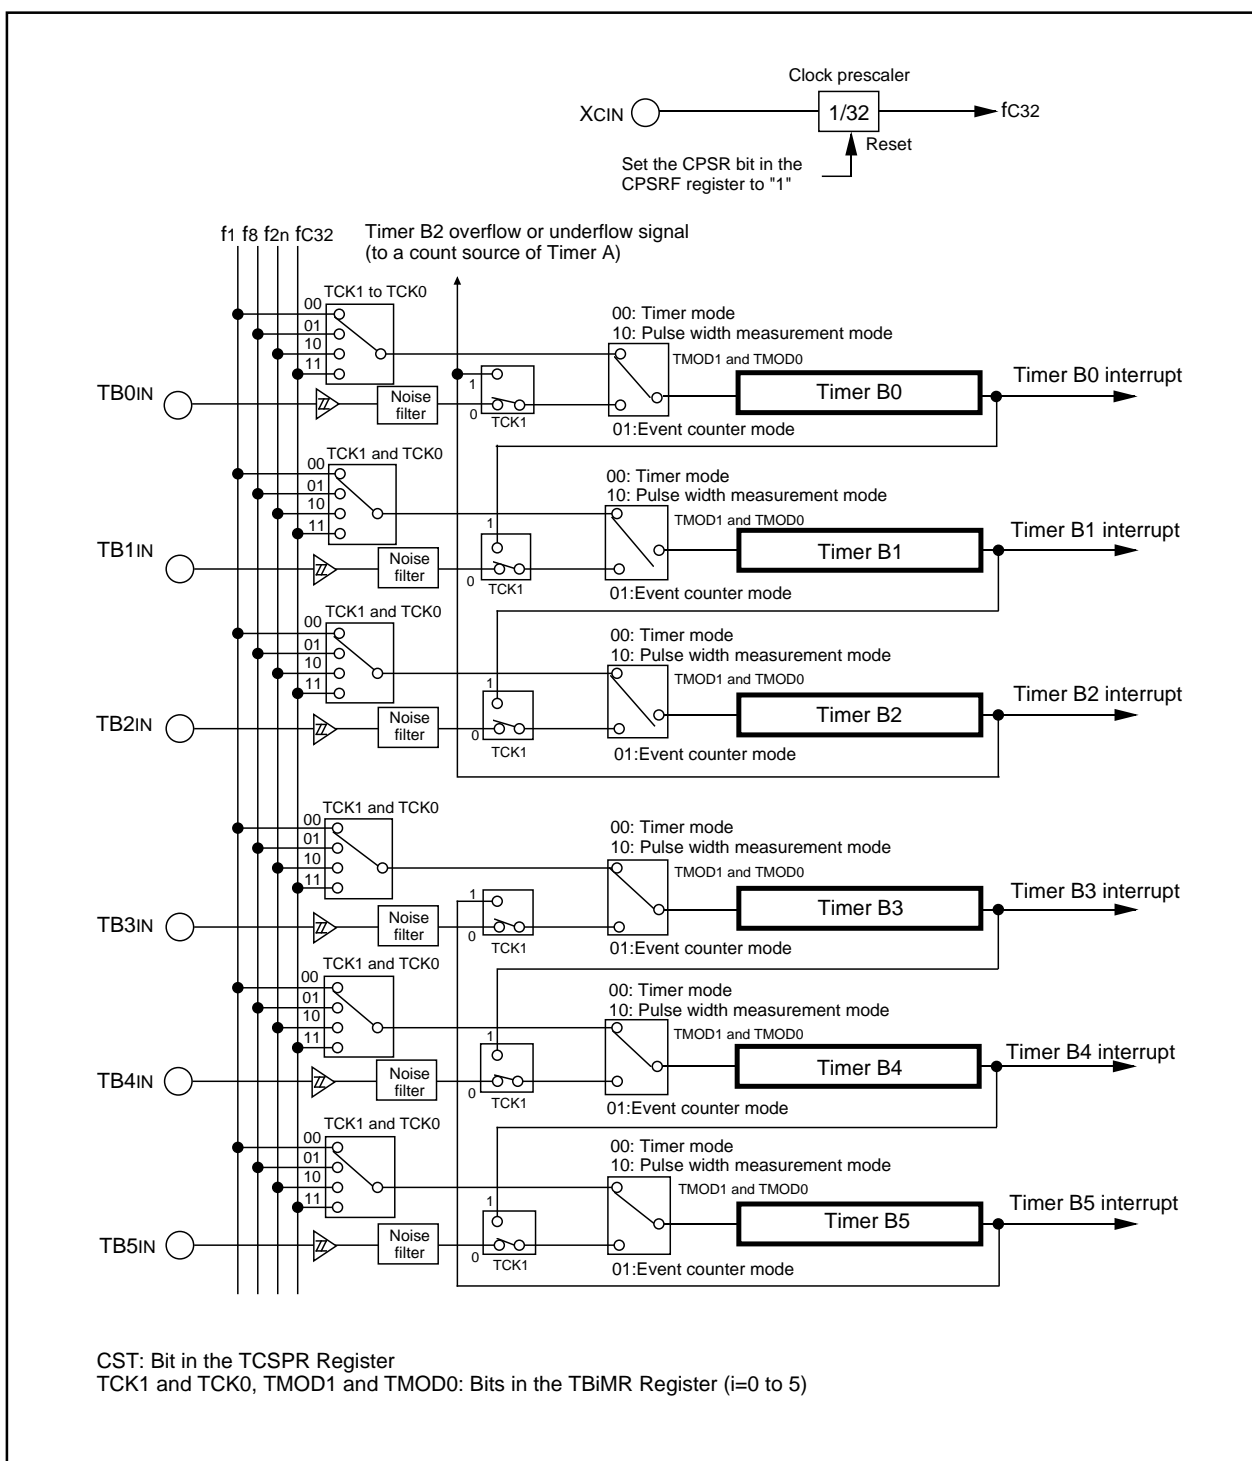 Clock prescaler
XCIN
1/32
fC32
Reset
Set the CPSR bit in the
CPSRF register to "1"
f1 f8 f2n fC32
Timer B2 overflow or underflow signal
(to a count source of Timer A)
TCK1 to TCK0
00
01
10
11
00: Timer mode
10: Pulse width measurement mode
TMOD1 and TMOD0
TB0IN
Noise
filter
1
0
TCK1
Timer B0
Timer B0 interrupt
01:Event counter mode
TCK1 and TCK0
00
01
10
11
00: Timer mode
10: Pulse width measurement mode
TMOD1 and TMOD0
TB1IN
Noise
filter
1
0
TCK1
Timer B1
Timer B1 interrupt
01:Event counter mode
TCK1 and TCK0
00
01
10
11
00: Timer mode
10: Pulse width measurement mode
TMOD1 and TMOD0
TB2IN
Noise
filter
1
0
TCK1
Timer B2
Timer B2 interrupt
01:Event counter mode
TCK1 and TCK0
00
01
10
11
00: Timer mode
10: Pulse width measurement mode
TMOD1 and TMOD0
TB3IN
Noise
filter
1
0
TCK1
Timer B3
Timer B3 interrupt
01:Event counter mode
TCK1 and TCK0
00
01
10
11
00: Timer mode
10: Pulse width measurement mode
TMOD1 and TMOD0
TB4IN
Noise
filter
1
0
TCK1
Timer B4
Timer B4 interrupt
01:Event counter mode
TCK1 and TCK0
00
01
10
11
00: Timer mode
10: Pulse width measurement mode
TMOD1 and TMOD0
TB5IN
Noise
filter
1
0
TCK1
Timer B5
Timer B5 interrupt
01:Event counter mode
CST: Bit in the TCSPR Register
TCK1 and TCK0, TMOD1 and TMOD0: Bits in the TBiMR Register (i=0 to 5)